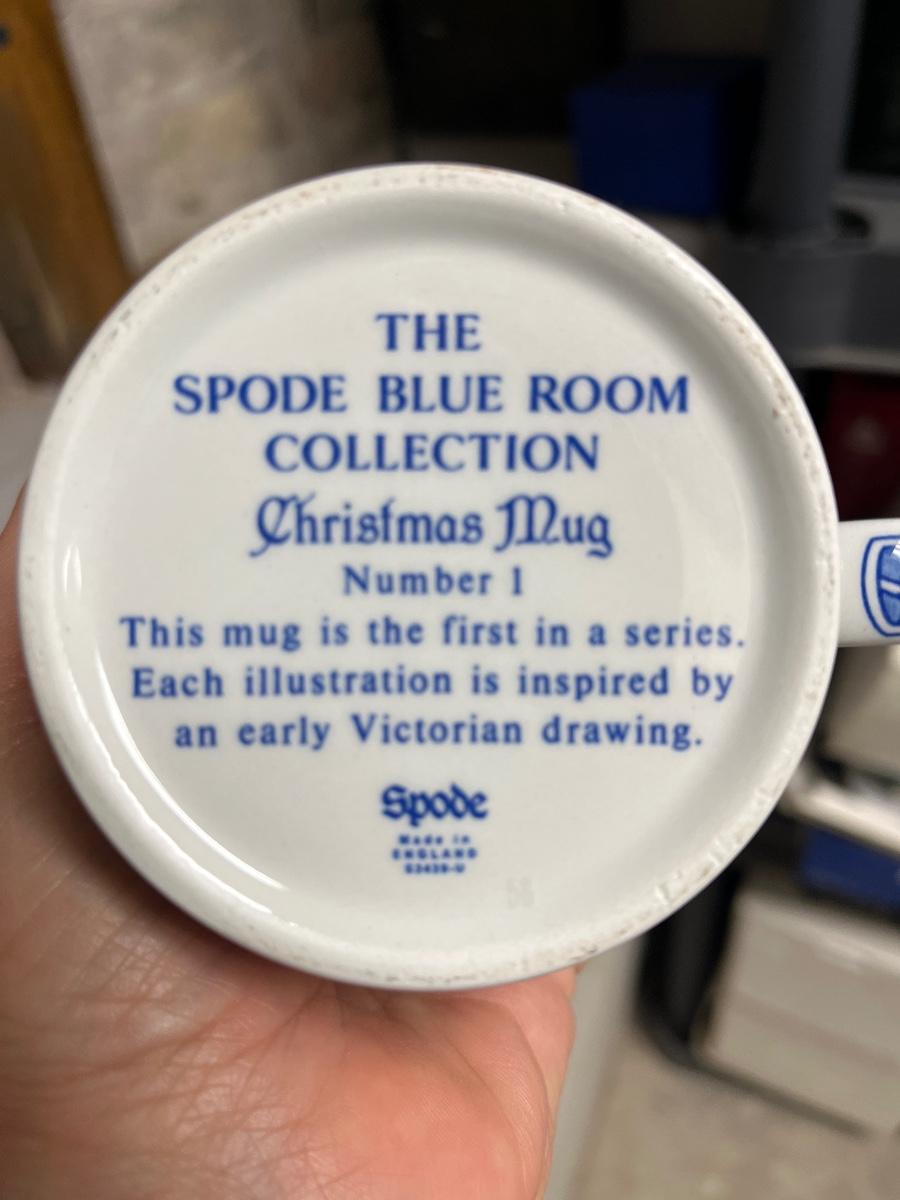 THE
SPODE BLUE ROOM
COLLECTION
Christmas Mug
Number 1
This mug is the first in a series.
Each illustration is inspired by
an early Victorian drawing.
Spode
Made in
ENGLAND